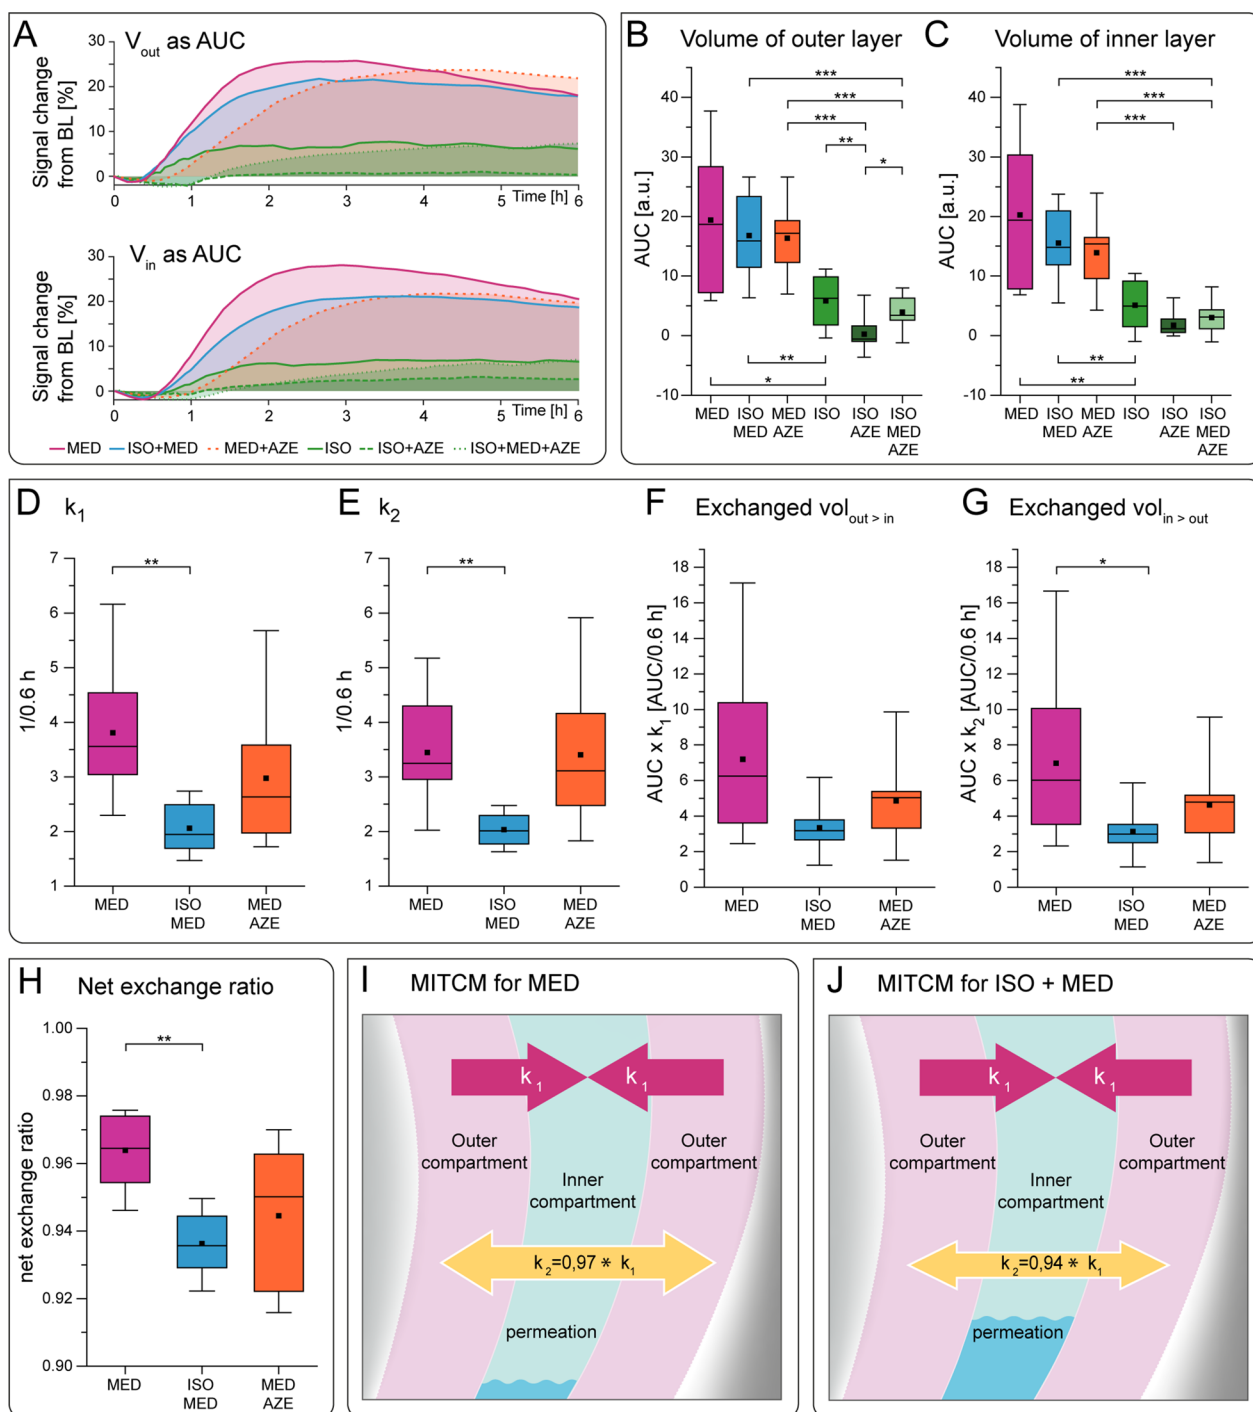 A
V out as AUC
Signal change
from BL [%]
30
20
10
0
0
1
2
3
4
5
6
Time [h]
V in as AUC
Signal change
from BL [%]
30
20
10
0
0
1
2
3
4
5
6
Time [h]
MED
ISO+MED
MED+AZE
ISO
ISO+AZE
ISO+MED+AZE
B
Volume of outer layer
AUC [a.u.]
40
30
20
10
0
-10
***
***
***
**
*
**
*
MED
ISO
MED
MED
AZE
ISO
ISO
AZE
ISO
MED
AZE
C
Volume of inner layer
AUC [a.u.]
40
30
20
10
0
-10
***
***
***
**
**
MED
ISO
MED
MED
AZE
ISO
ISO
AZE
ISO
MED
AZE
D
k1
1/0.6 h
7
6
5
4
3
2
1
**
MED
ISO
MED
MED
AZE
E
k2
1/0.6 h
7
6
5
4
3
2
1
**
MED
ISO
MED
MED
AZE
F
Exchanged vol out > in
AUC x k1 [AUC/0.6 h]
18
16
14
12
10
8
6
4
2
0
MED
ISO
MED
MED
AZE
G
Exchanged vol in > out
AUC x k2 [AUC/0.6 h]
18
16
14
12
10
8
6
4
2
0
*
MED
ISO
MED
MED
AZE
H
Net exchange ratio
net exchange ratio
1.00
0.98
0.96
0.94
0.92
0.90
**
MED
ISO
MED
MED
AZE
I
MITCM for MED
k1
k1
Outer
compartment
Outer
compartment
Inner
compartment
k2=0,97 * k1
permeation
J
MITCM for ISO + MED
k1
k1
Outer
compartment
Outer
compartment
Inner
compartment
k2=0,94 * k1
permeation